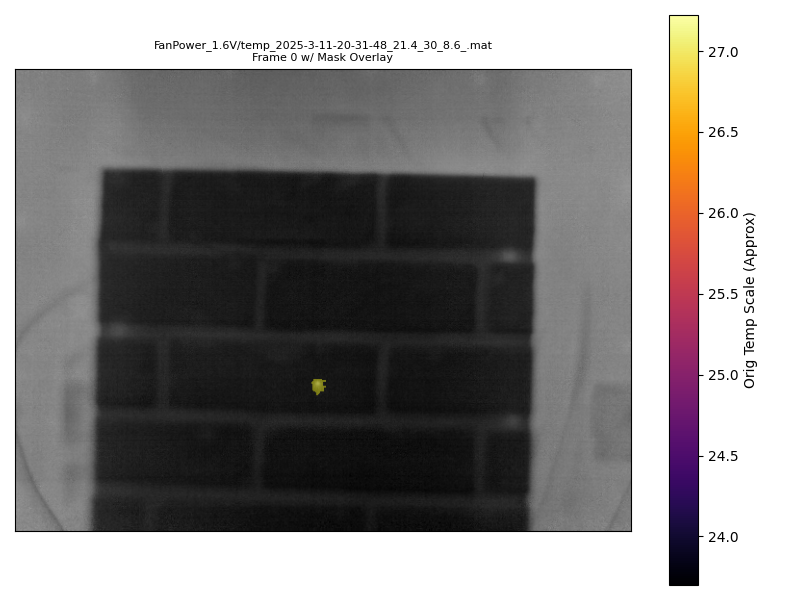 FanPower_1.6V/temp_2025-3-11-20-31-48_21.4_30_8.6_.mat
Frame 0 w/ Mask Overlay
27.0
26.5
26.0
25.5
25.0
24.5
24.0
Orig Temp Scale (Approx)